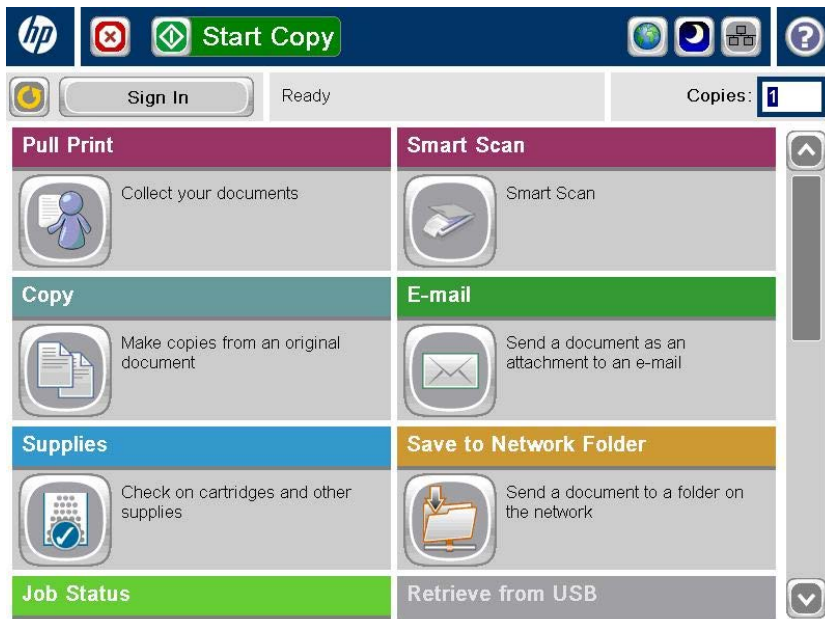 hp
Start Copy
?
Sign In
Ready
Copies: 1
Pull Print
Smart Scan
Collect your documents
Smart Scan
Copy
E-mail
Make copies from an original
document
Send a document as an
attachment to an e-mail
Supplies
Save to Network Folder
Check on cartridges and other
supplies
Send a document to a folder on
the network
Job Status
Retrieve from USB